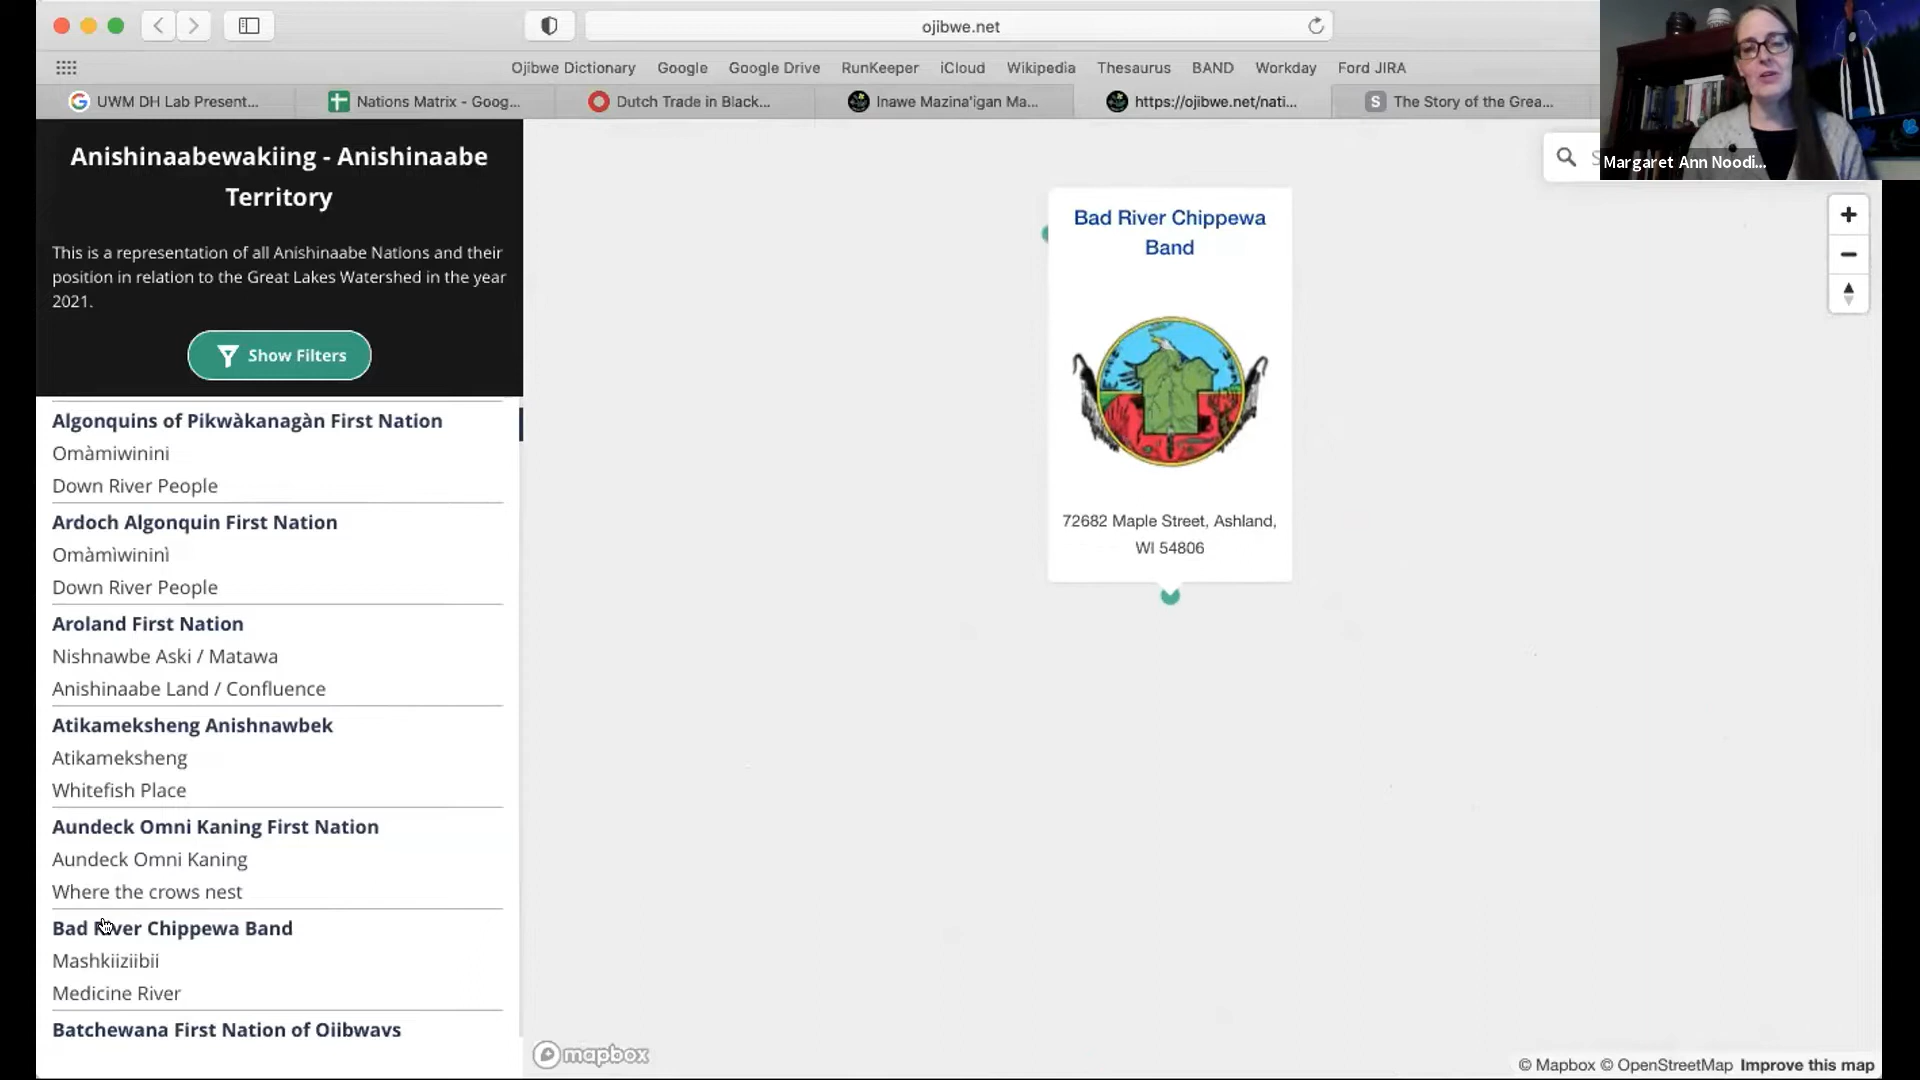 ojibwe.net
Ojibwe Dictionary Google Google Drive RunKeeper iCloud Wikipedia Thesaurus BAND Workday Ford JIRA
UWM DH Lab Present... Nations Matrix - Goog... Dutch Trade in Black... Inawe Mazina'igan Ma... https://ojibwe.net/nati... The Story of the Grea...
Margaret Ann Noodi...
Anishinaabewakiing - Anishinaabe
Territory
This is a representation of all Anishinaabe Nations and their
position in relation to the Great Lakes Watershed in the year
2021.
Show Filters
Algonquins of Pikwàkanagàn First Nation
Omàmiwinini
Down River People
Ardoch Algonquin First Nation
Omàmìwininì
Down River People
Aroland First Nation
Nishnawbe Aski / Matawa
Anishinaabe Land / Confluence
Atikameksheng Anishnawbek
Atikameksheng
Whitefish Place
Aundeck Omni Kaning First Nation
Aundeck Omni Kaning
Where the crows nest
Bad River Chippewa Band
Mashkiiziibii
Medicine River
Batchewana First Nation of Ojibways
Bad River Chippewa
Band
72682 Maple Street, Ashland,
WI 54806
mapbox
© Mapbox © OpenStreetMap Improve this map